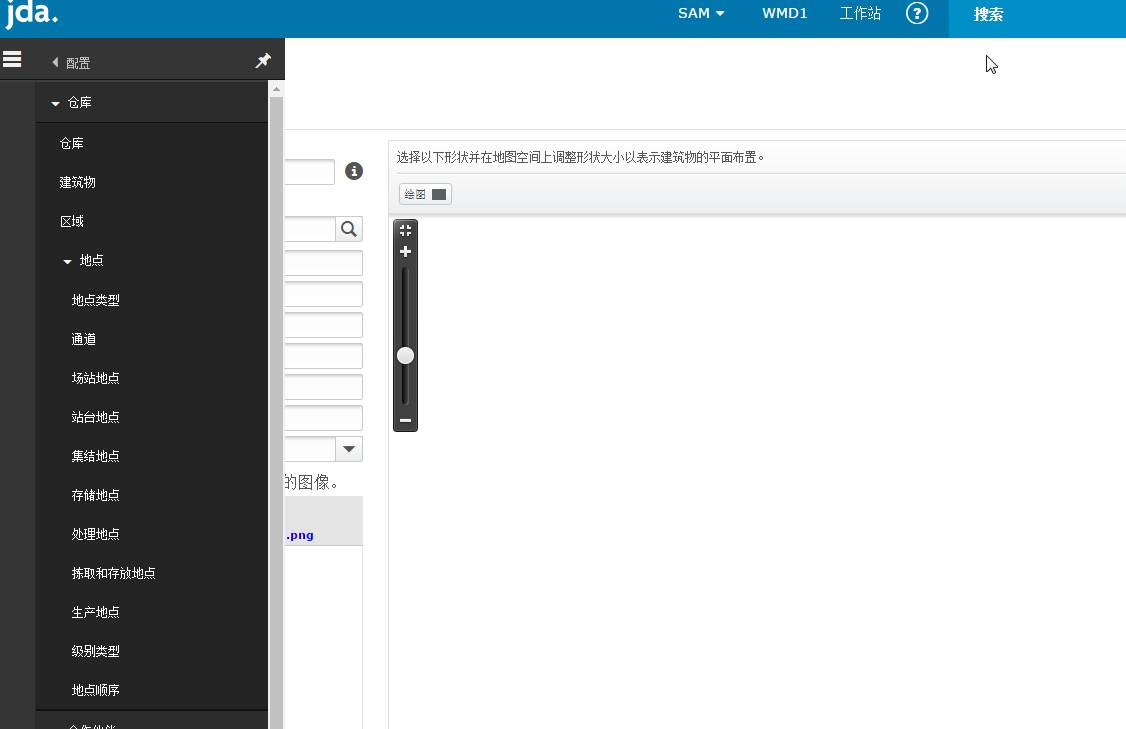 jda.
SAM
WMD1
工作站
?
搜索
配置
仓库
仓库
建筑物
区域
地点
地点类型
通道
场站地点
站台地点
集结地点
存储地点
处理地点
拣取和存放地点
生产地点
级别类型
地点顺序
选择以下形状并在地图空间上调整形状大小以表示建筑物的平面布置。
绘图
的图像。
.png